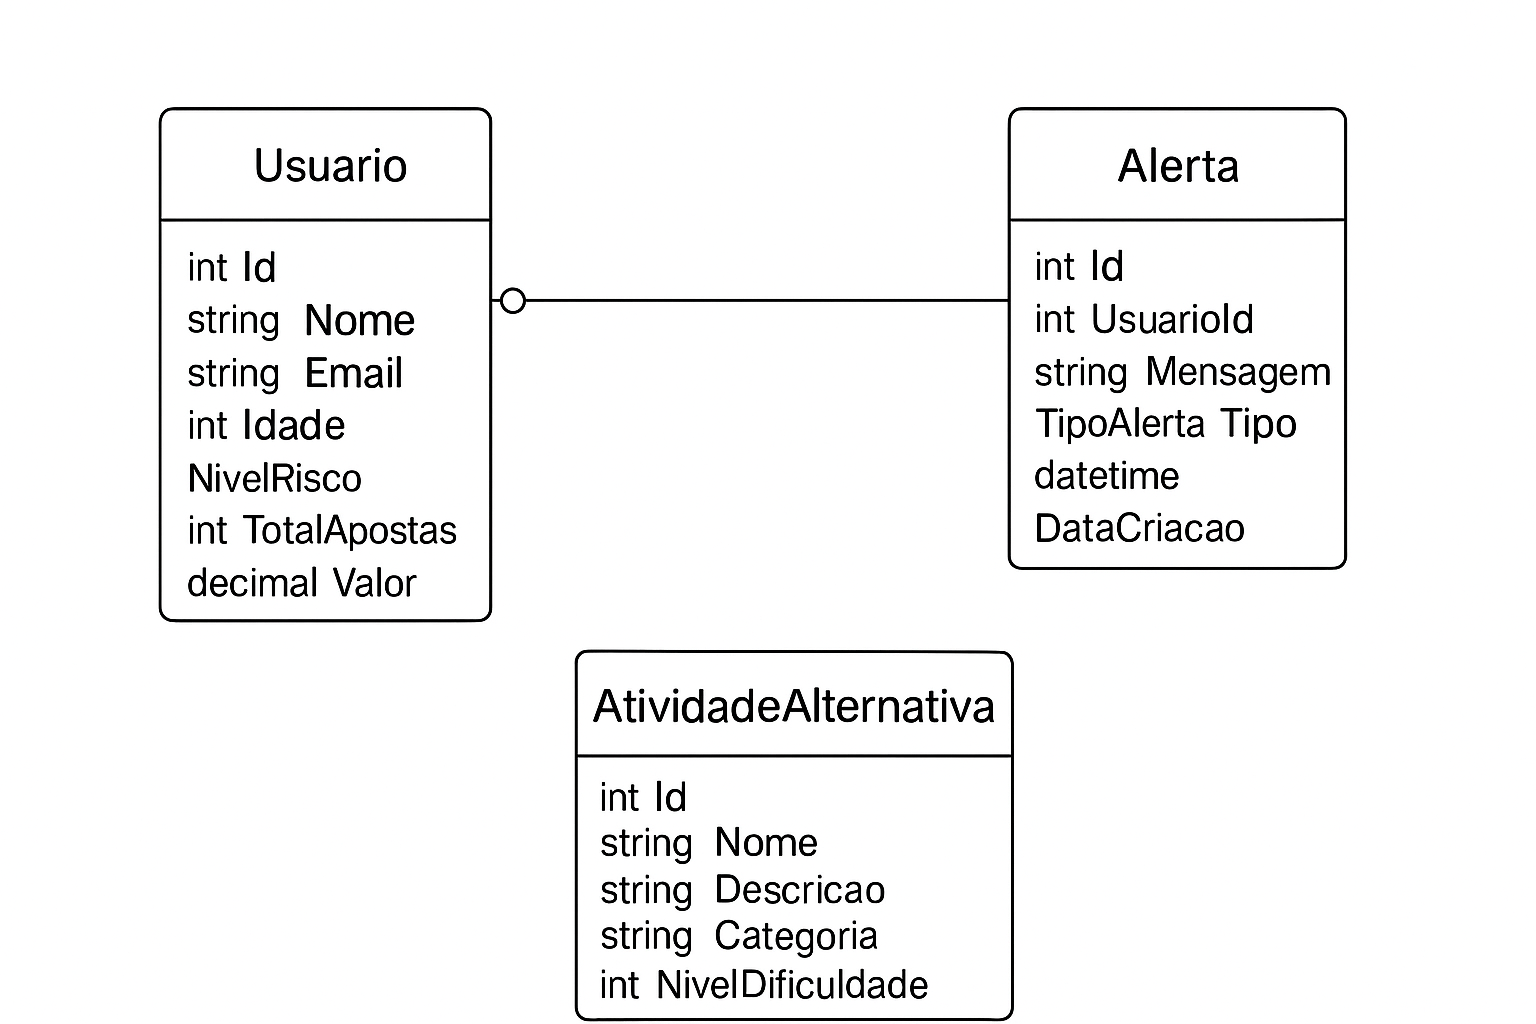 Usuario
int Id
string Nome
string Email
int Idade
NivelRisco
int TotalApostas
decimal Valor
Alerta
int Id
int UsuarioId
string Mensagem
TipoAlerta Tipo
datetime
DataCriacao
AtividadeAlternativa
int Id
string Nome
string Descricao
string Categoria
int NivelDificuldade